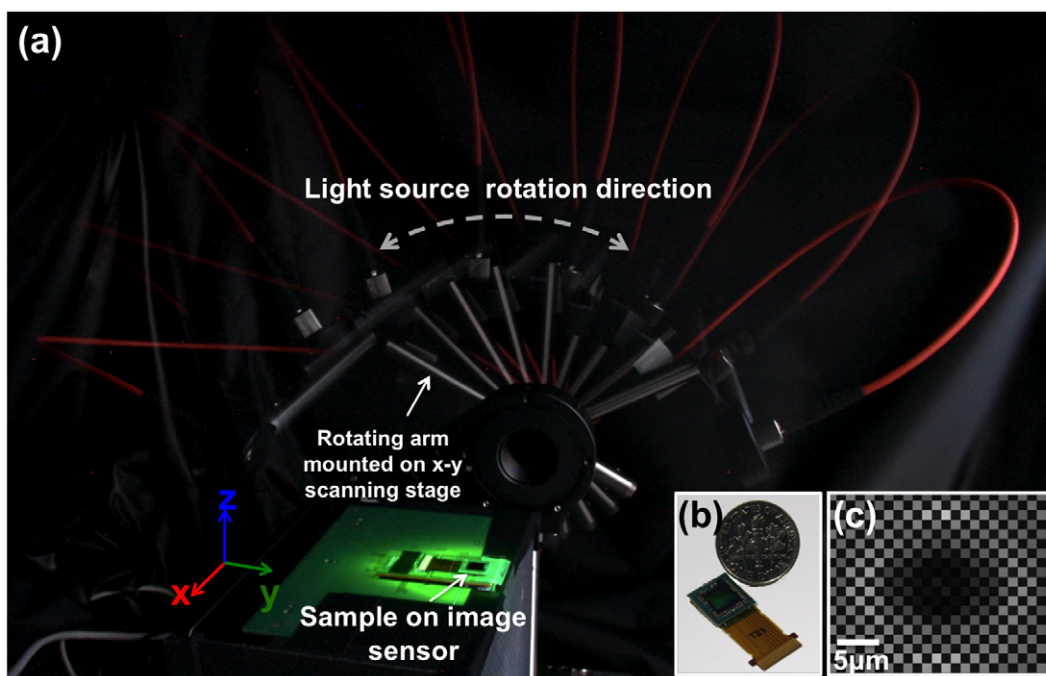 (a)
Light source rotation direction
Rotating arm
mounted on x-y
scanning stage
z
x
y
Sample on image
sensor
(b)
(c)
5μm